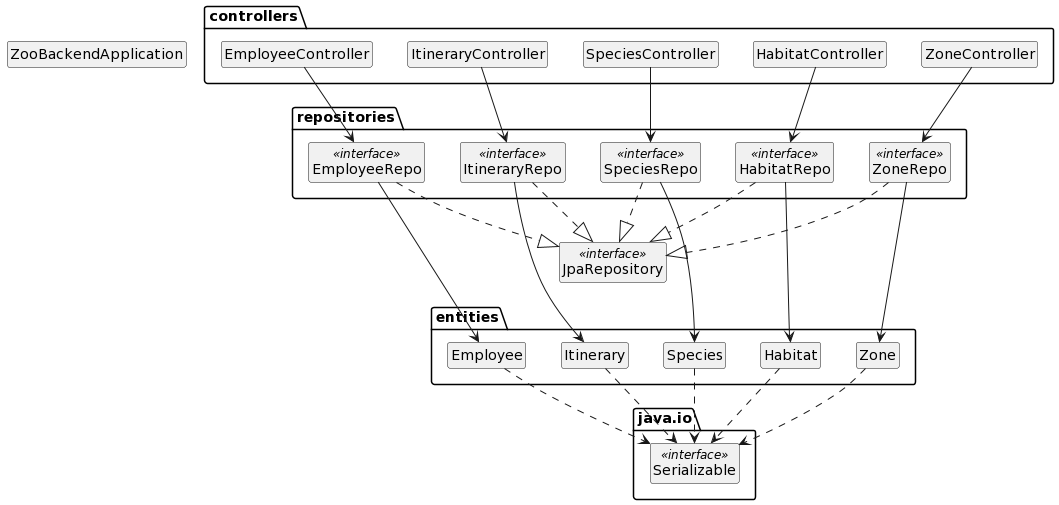 controllers
ZooBackendApplication
EmployeeController
ItineraryController
SpeciesController
HabitatController
ZoneController
repositories
«interface»
EmployeeRepo
«interface»
ItineraryRepo
«interface»
SpeciesRepo
«interface»
HabitatRepo
«interface»
ZoneRepo
«interface»
JpaRepository
entities
Employee
Itinerary
Species
Habitat
Zone
java.io
«interface»
Serializable